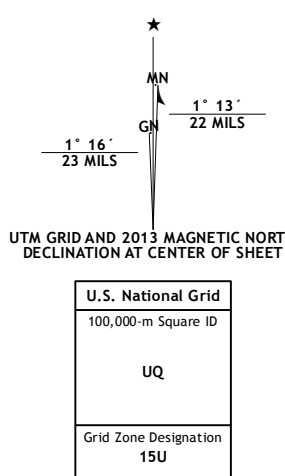 ★
MN
1° 13´
22 MILS
GN
1° 16´
23 MILS
UTM GRID AND 2013 MAGNETIC NORT
DECLINATION AT CENTER OF SHEET
U.S. National Grid
100,000-m Square ID
UQ
Grid Zone Designation
15U